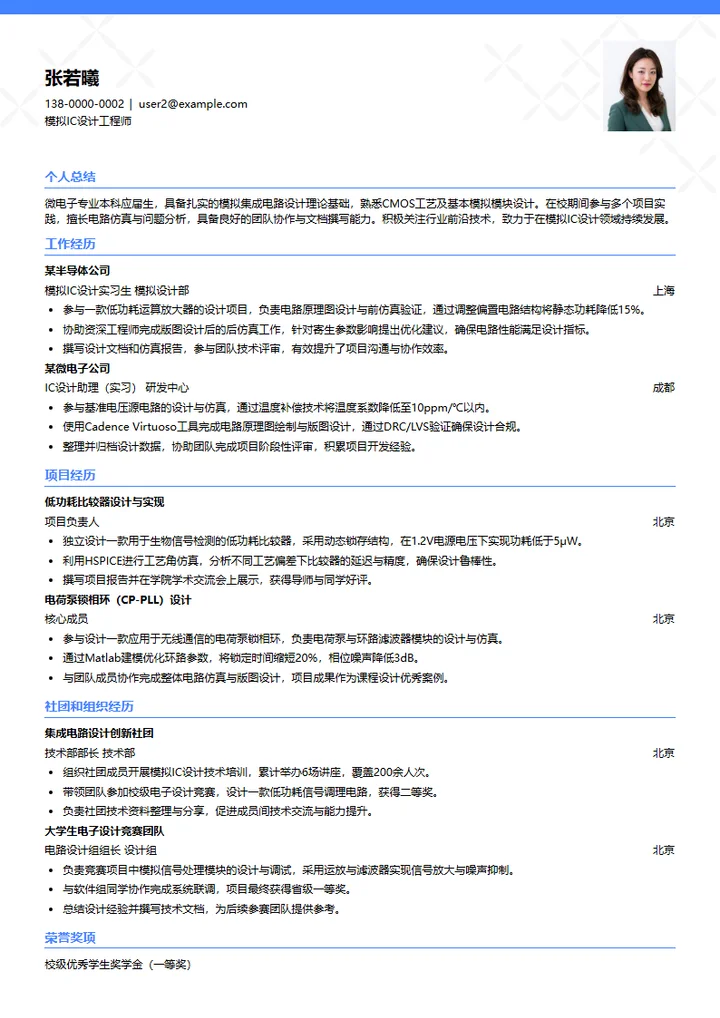 张若曦
138-0000-0002 | user2@example.com
模拟IC设计工程师
个人总结
微电子专业本科应届生，具备扎实的模拟集成电路设计理论基础，熟悉CMOS工艺及基本模拟模块设计。在校期间参与多个项目实
践，擅长电路仿真与问题分析，具备良好的团队协作与文档撰写能力。积极关注行业前沿技术，致力于在模拟IC设计领域持续发展。
工作经历
某半导体公司
模拟IC设计实习生 模拟设计部 上海
• 参与一款低功耗运算放大器的设计项目，负责电路原理图设计与前仿真验证，通过调整偏置电路结构将静态功耗降低15%。
• 协助资深工程师完成版图设计后的后仿真工作，针对寄生参数影响提出优化建议，确保电路性能满足设计指标。
• 撰写设计文档和仿真报告，参与团队技术评审，有效提升了项目沟通与协作效率。
某微电子公司
IC设计助理（实习） 研发中心 成都
• 参与基准电压源电路的设计与仿真，通过温度补偿技术将温度系数降低至10ppm/℃以内。
• 使用Cadence Virtuoso工具完成电路原理图绘制与版图设计，通过DRC/LVS验证确保设计合规。
• 整理并归档设计数据，协助团队完成项目阶段性评审，积累项目开发经验。
项目经历
低功耗比较器设计与实现
项目负责人 北京
• 独立设计一款用于生物信号检测的低功耗比较器，采用动态锁存结构，在1.2V电源电压下实现功耗低于5μW。
• 利用HSPICE进行工艺角仿真，分析不同工艺偏差下比较器的延迟与精度，确保设计鲁棒性。
• 撰写项目报告并在学院学术交流会上展示，获得导师与同学好评。
电荷泵锁相环（CP-PLL）设计
核心成员 北京
• 参与设计一款应用于无线通信的电荷泵锁相环，负责电荷泵与环路滤波器模块的设计与仿真。
• 通过Matlab建模优化环路参数，将锁定时间缩短20%，相位噪声降低3dB。
• 与团队成员协作完成整体电路仿真与版图设计，项目成果作为课程设计优秀案例。
社团和组织经历
集成电路设计创新社团
技术部部长 技术部 北京
• 组织社团成员开展模拟IC设计技术培训，累计举办6场讲座，覆盖200余人次。
• 带领团队参加校级电子设计竞赛，设计一款低功耗信号调理电路，获得二等奖。
• 负责社团技术资料整理与分享，促进成员间技术交流与能力提升。
大学生电子设计竞赛团队
电路设计组组长 设计组 北京
• 负责竞赛项目中模拟信号处理模块的设计与调试，采用运放与滤波器实现信号放大与噪声抑制。
• 与软件组同学协作完成系统联调，项目最终获得省级一等奖。
• 总结设计经验并撰写技术文档，为后续参赛团队提供参考。
荣誉奖项
校级优秀学生奖学金（一等奖）